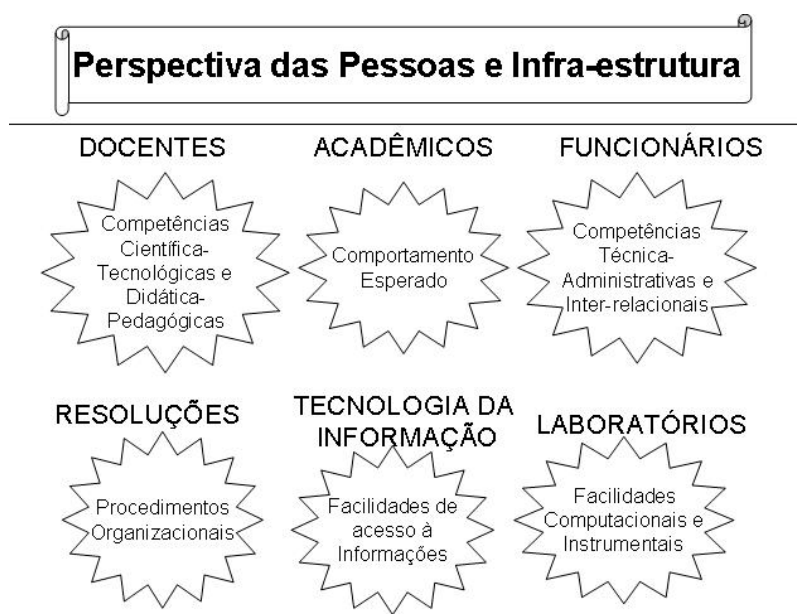 Perspectiva das Pessoas e Infra-estrutura
DOCENTES
Competências
Científica-
Tecnológicas e
Didática-
Pedagógicas
ACADÊMICOS
Comportamento
Esperado
FUNCIONÁRIOS
Competências
Técnica-
Administrativas e
Inter-relacionais
RESOLUÇÕES
Procedimentos
Organizacionais
TECNOLOGIA DA
INFORMAÇÃO
Facilidades de
acesso à
Informações
LABORATÓRIOS
Facilidades
Computacionais e
Instrumentais